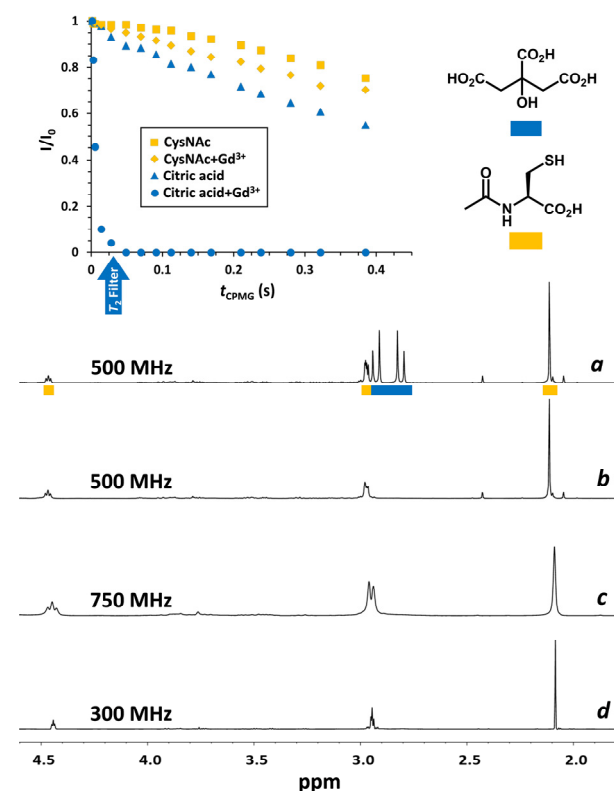 1
0.8
0.6
0.4
0.2
0
I/I₀
CysNAc
CysNAc+Gd³⁺
Citric acid
Citric acid+Gd³⁺
0 0.1 0.2 0.3 0.4
tCPMG (s)
T₂ Filter
CO₂H
HO₂C CO₂H
OH
SH
O
N CO₂H
H
500 MHz a
500 MHz b
750 MHz c
300 MHz d
4.5 4.0 3.5 3.0 2.5 2.0
ppm